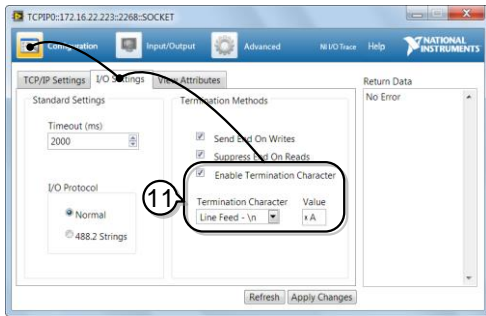 TCPIP0::172.16.22.223::2268::SOCKET
Configuration Input/Output Advanced NI I/O Trace Help NATIONAL INSTRUMENTS
TCP/IP Settings I/O Settings View Attributes
Return Data
No Error
Standard Settings
Timeout (ms)
2000
I/O Protocol
Normal
488.2 Strings
Termination Methods
Send End On Writes
Suppress End On Reads
Enable Termination Character
11
Termination Character Value
Line Feed - \n xA
Refresh Apply Changes